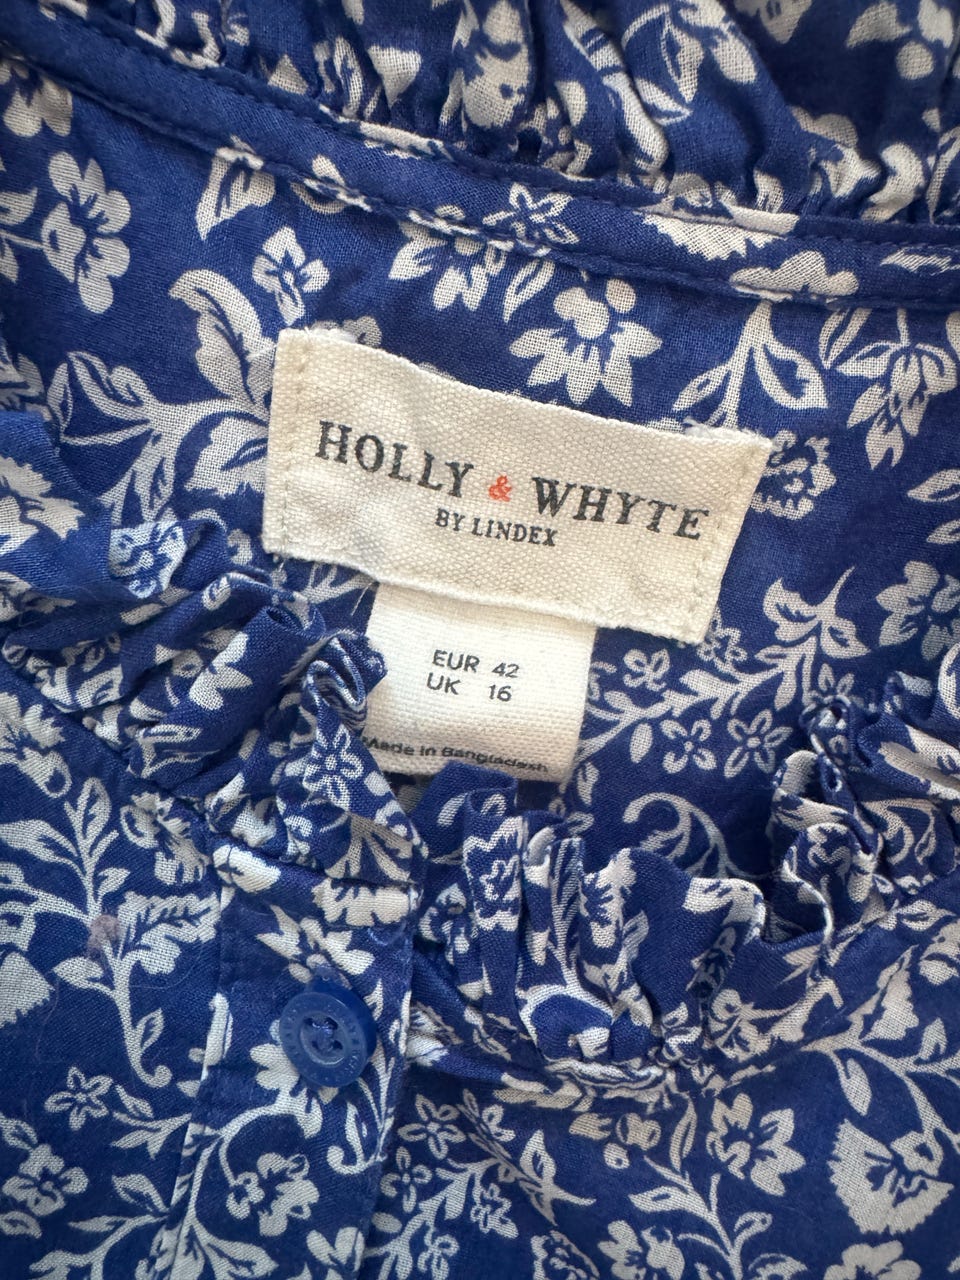 HOLLY & WHYTE
BY LINDEX
EUR 42
UK 16
Made in Bangladesh